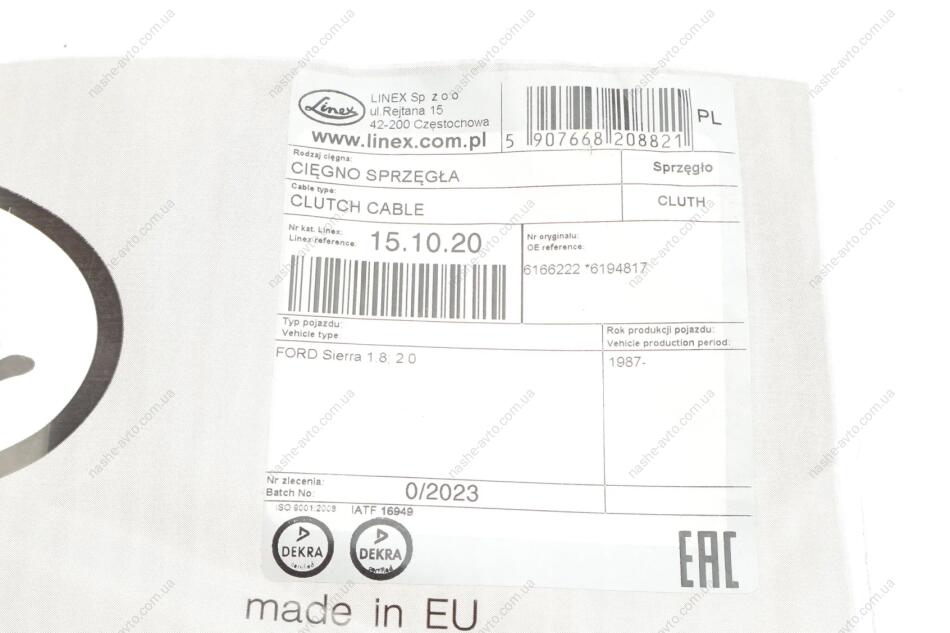 Linex
LINEX Sp z o o
ul.Rejtana 15
42-200 Częstochowa
www.linex.com.pl
5 907668 208821
PL
Rodzaj cięgna:
CIĘGNO SPRZĘGŁA
Sprzęgło
Cable type:
CLUTCH CABLE
CLUTH
Nr kat. Linex:
Linex reference:
15.10.20
Nr oryginału:
OE reference:
6166222 *6194817
Typ pojazdu:
Vehicle type:
Rok produkcji pojazdu:
Vehicle production period:
FORD Sierra 1.8, 2.0
1987-
Nr zlecenia:
Batch No:
0/2023
ISO 9001:2008
IATF 16949
DEKRA
certified
DEKRA
certified
EAC
made in EU
nashe-avto.com.ua